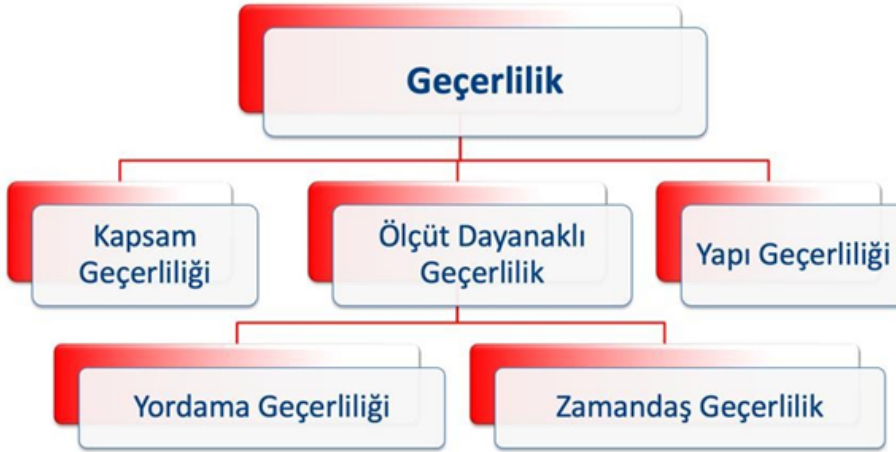 Geçerlilik
Kapsam
Geçerliliği
Ölçüt Dayanaklı
Geçerlilik
Yapı Geçerliliği
Yordama Geçerliliği
Zamandaş Geçerlilik